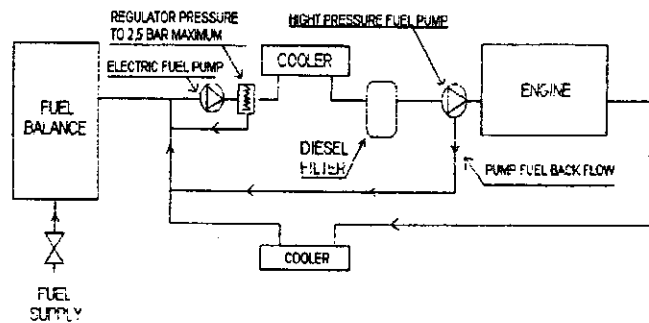 REGULATOR PRESSURE
TO 2,5 BAR MAXIMUM
HIGHT PRESSURE FUEL PUMP
COOLER
ELECTRIC FUEL PUMP
FUEL
BALANCE
ENGINE
DIESEL
FILTER
PUMP FUEL BACK FLOW
COOLER
FUEL
SUPPLY